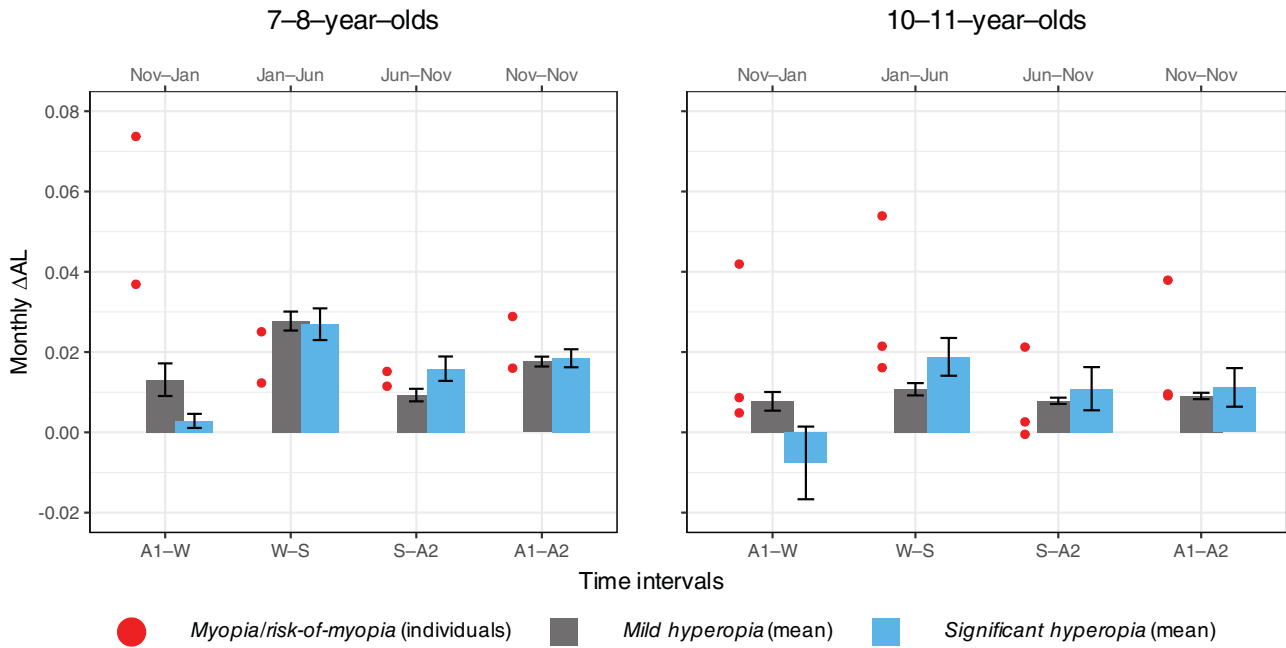 7–8–year–olds
10–11–year–olds
Nov–Jan Jan–Jun Jun–Nov Nov–Nov
Nov–Jan Jan–Jun Jun–Nov Nov–Nov
0.08
0.06
0.04
0.02
0.00
-0.02
Monthly ΔAL
A1–W W–S S–A2 A1–A2
A1–W W–S S–A2 A1–A2
Time intervals
Myopia/risk-of-myopia (individuals) Mild hyperopia (mean) Significant hyperopia (mean)